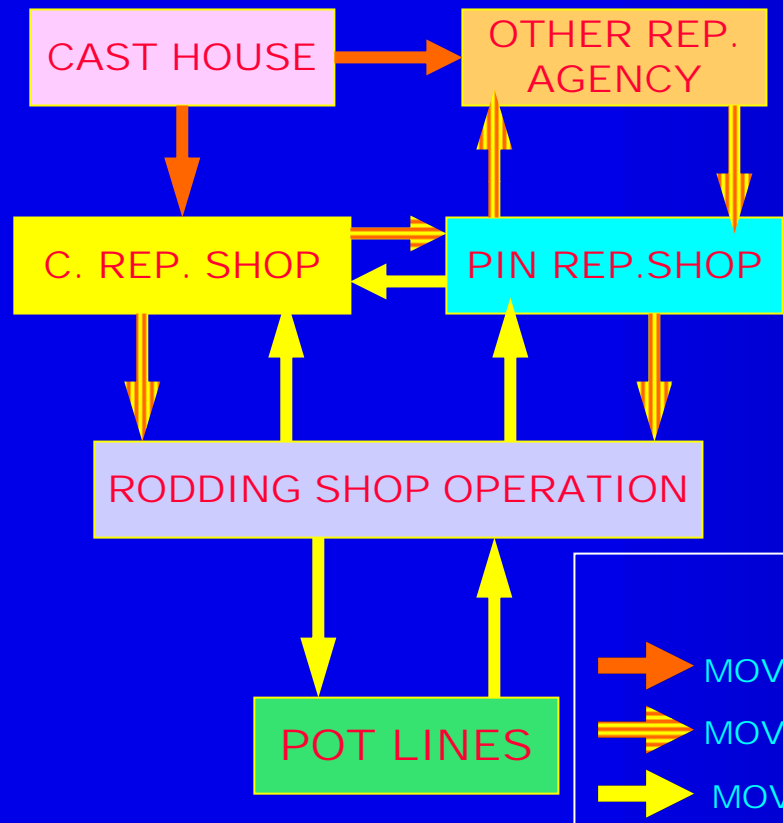 CAST HOUSE
OTHER REP.
AGENCY
C. REP. SHOP
PIN REP.SHOP
RODDING SHOP OPERATION
POT LINES
MOV
MOV
MOV